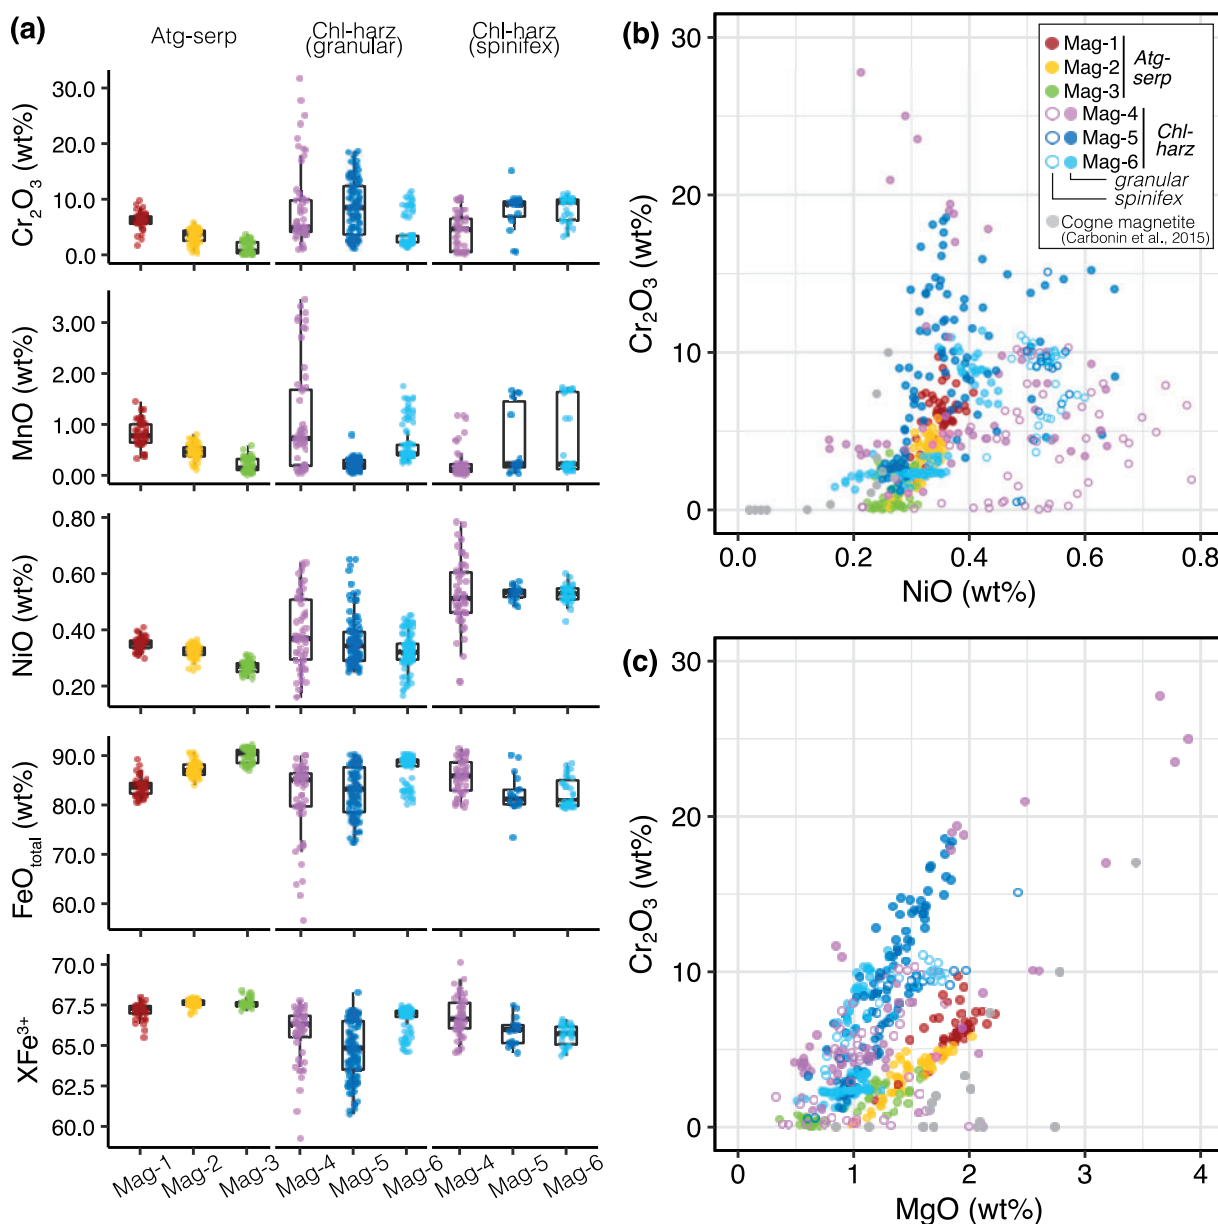 (a)
Atg-serp
Chl-harz
(granular)
Chl-harz
(spinifex)
Cr₂O₃ (wt%)
30.0
20.0
10.0
0.0
MnO (wt%)
3.00
2.00
1.00
0.00
NiO (wt%)
0.80
0.60
0.40
0.20
FeO_total (wt%)
90.0
80.0
70.0
60.0
XFe³⁺
70.0
67.5
65.0
62.5
60.0
Mag-1 Mag-2 Mag-3 Mag-4 Mag-5 Mag-6 Mag-4 Mag-5 Mag-6
(b)
Cr₂O₃ (wt%)
30
20
10
0
0.0 0.2 0.4 0.6 0.8
NiO (wt%)
Mag-1
Mag-2
Mag-3
Atg-
serp
Mag-4
Mag-5
Mag-6
Chl-
harz
granular
spinifex
Cogne magnetite
(Carbonin et al., 2015)
(c)
Cr₂O₃ (wt%)
30
20
10
0
0 1 2 3 4
MgO (wt%)